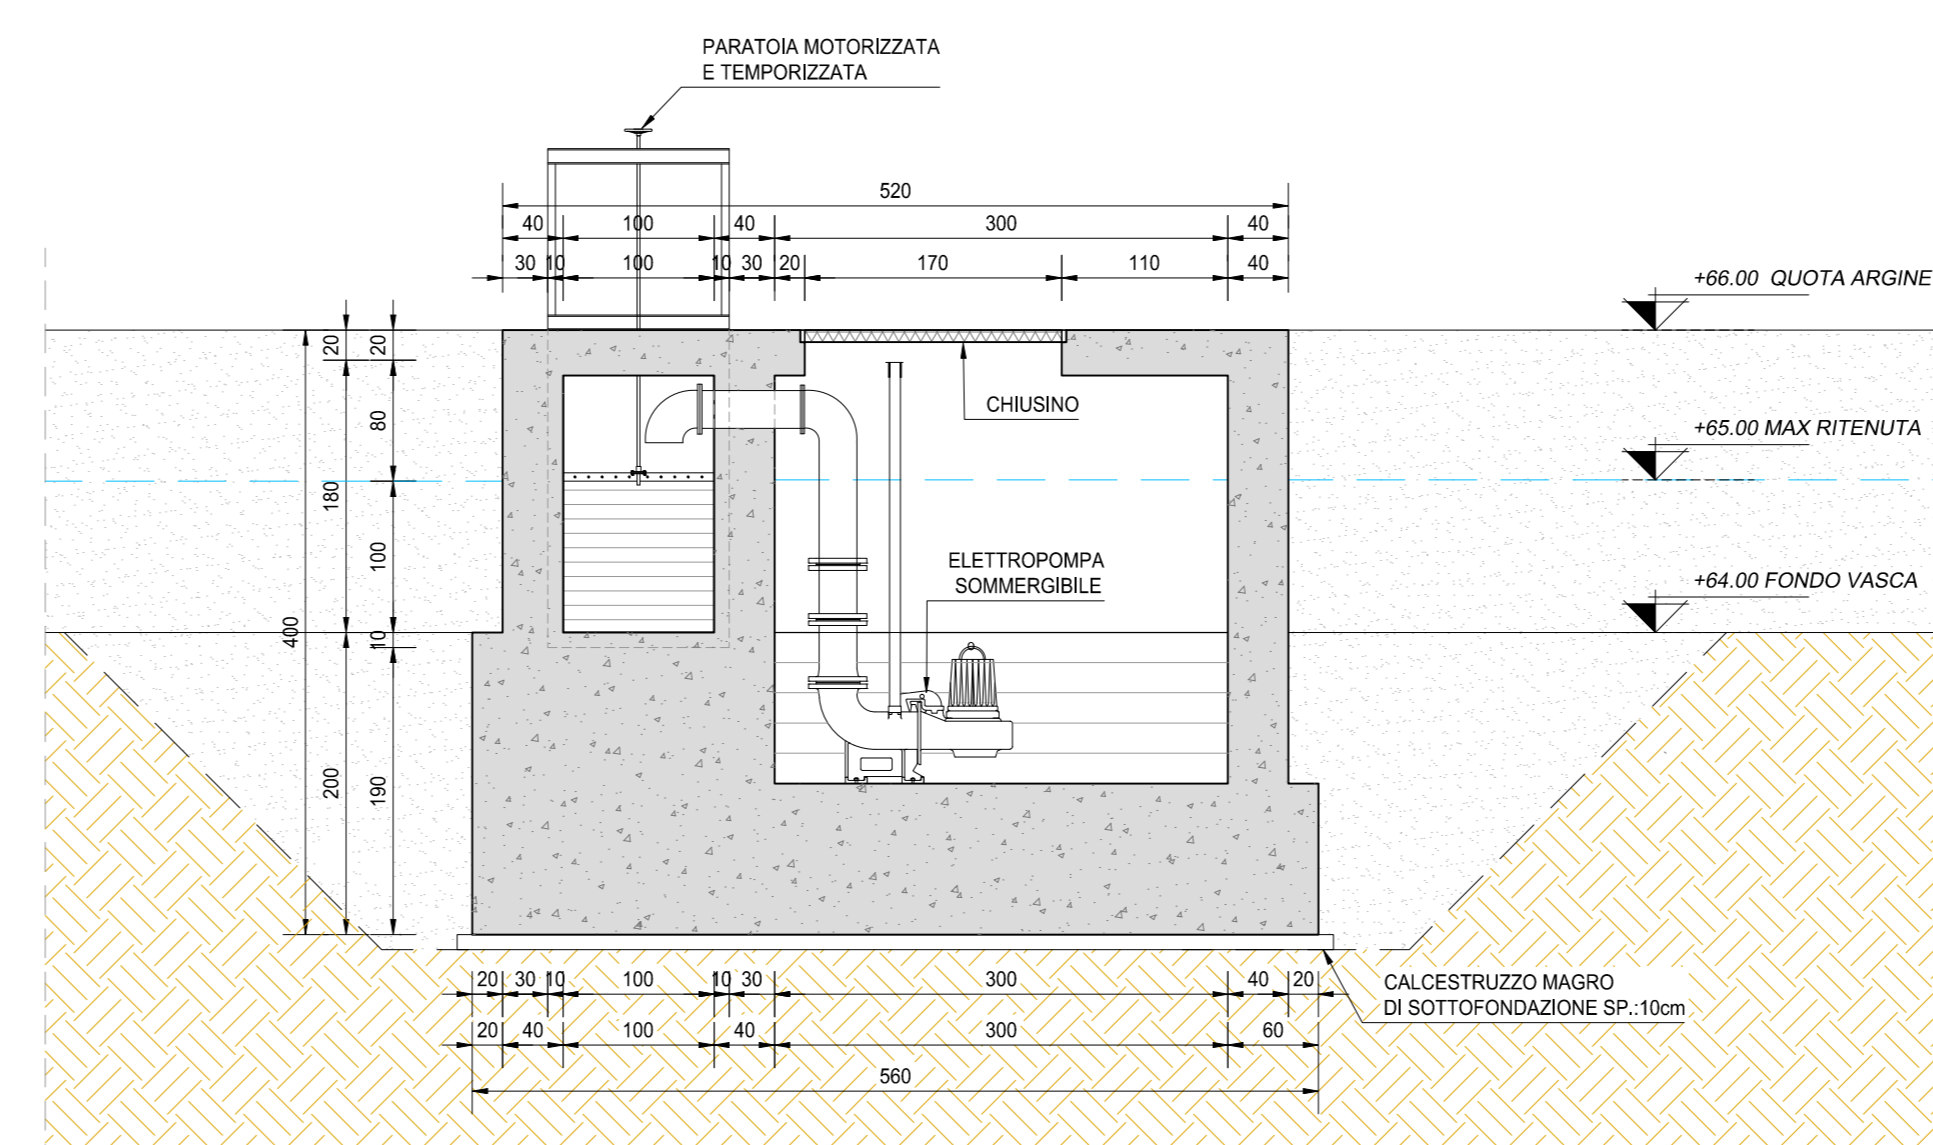 PARATOIA MOTORIZZATA
E TEMPORIZZATA
520
40 100 40 300 40
30 10 100 10 30 20 170 110 40
+66.00 QUOTA ARGINE
20 20
CHIUSINO
80
+65.00 MAX RITENUTA
180
100
ELETTROPOMPA
SOMMERGIBILE
+64.00 FONDO VASCA
400
10
200
190
20 30 10 100 10 30 300 40 20
CALCESTRUZZO MAGRO
DI SOTTOFONDAZIONE SP.:10cm
20 40 100 40 300 60
560